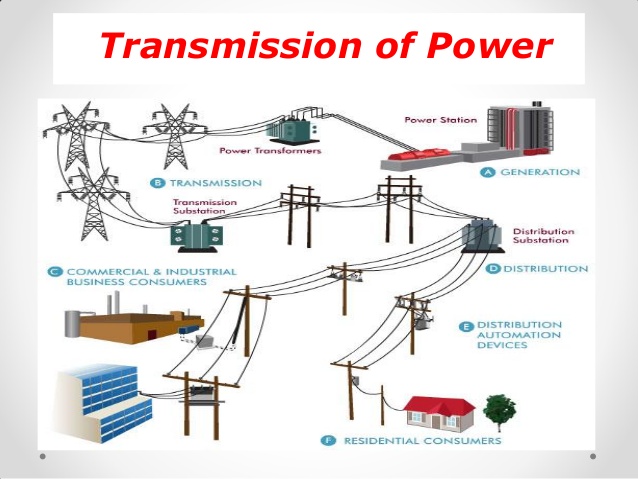 Transmission of Power
Power Station
Power Transformers
A GENERATION
B TRANSMISSION
Transmission
Substation
Distribution
Substation
C COMMERCIAL & INDUSTRIAL
BUSINESS CONSUMERS
D DISTRIBUTION
E DISTRIBUTION
AUTOMATION
DEVICES
F RESIDENTIAL CONSUMERS